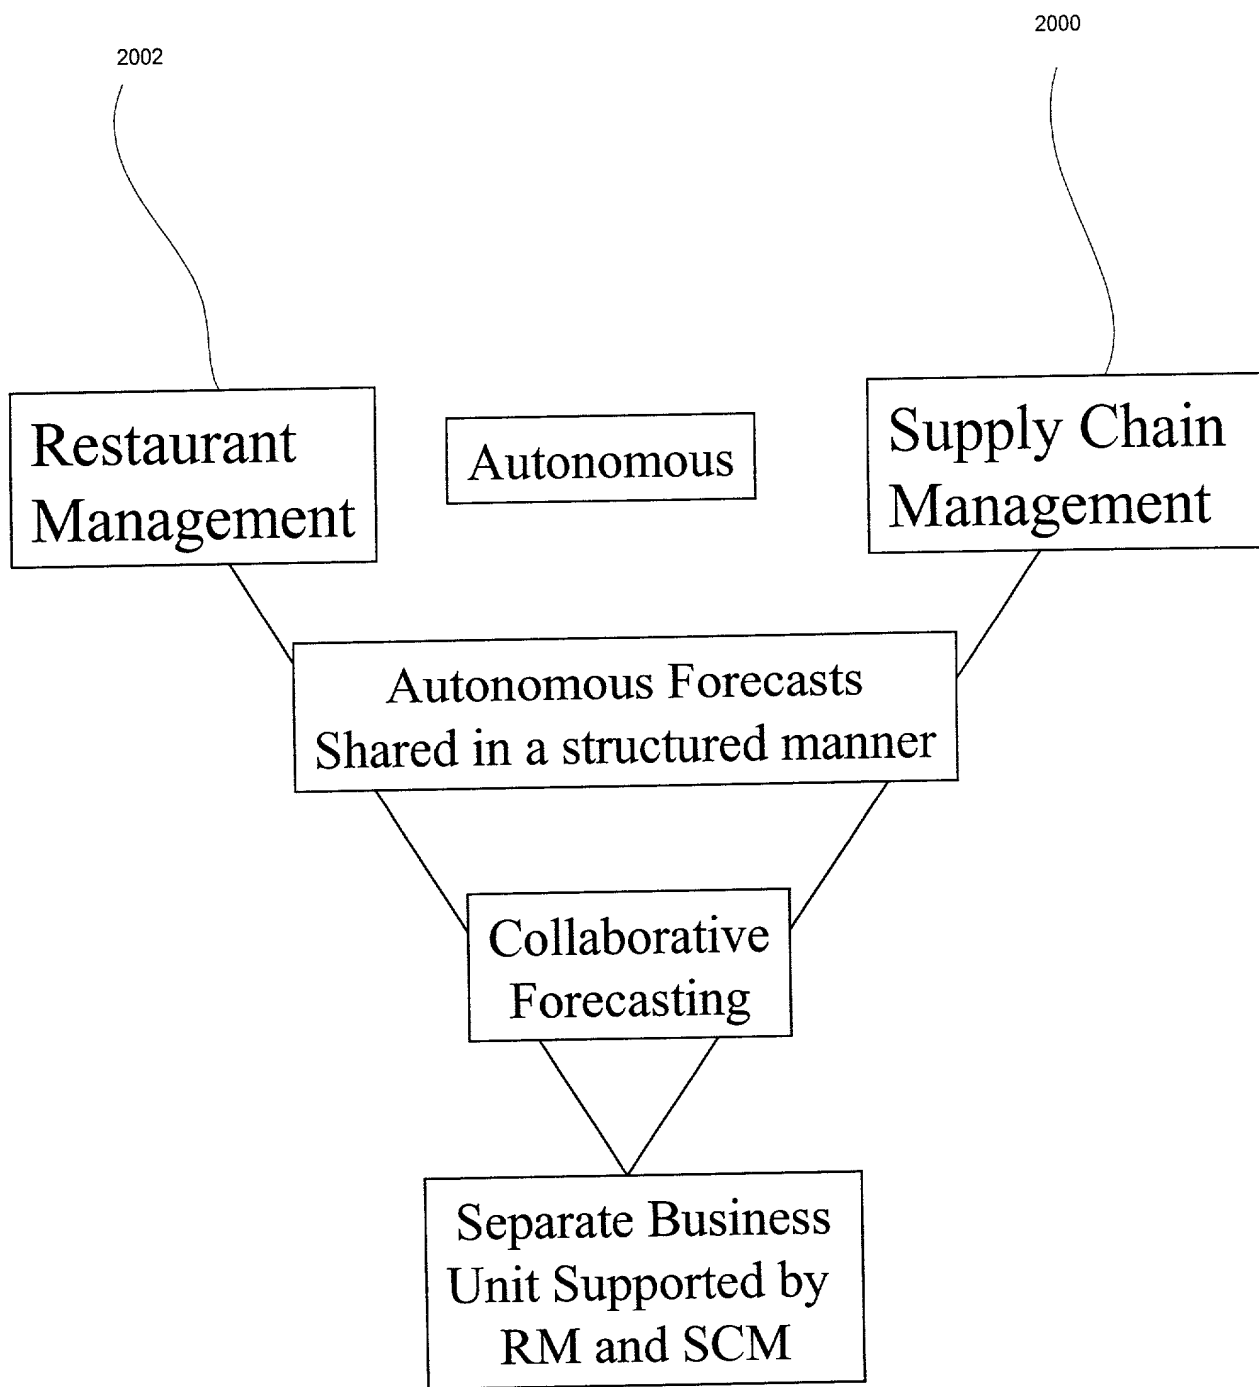 2002
2000
Restaurant
Management
Autonomous
Supply Chain
Management
Autonomous Forecasts
Shared in a structured manner
Collaborative
Forecasting
Separate Business
Unit Supported by
RM and SCM